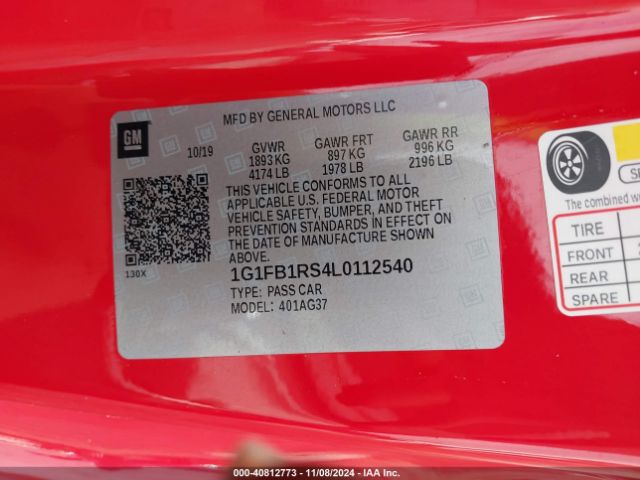 MFD BY GENERAL MOTORS LLC
GM
10/19
GVWR GAWR FRT GAWR RR
1893 KG 897 KG 996 KG
4174 LB 1978 LB 2196 LB
THIS VEHICLE CONFORMS TO ALL
APPLICABLE U.S. FEDERAL MOTOR
VEHICLE SAFETY, BUMPER, AND THEFT
PREVENTION STANDARDS IN EFFECT ON
THE DATE OF MANUFACTURE SHOWN
ABOVE.
130X
1G1FB1RS4L0112540
TYPE: PASS CAR
MODEL: 401AG37
The combined
TIRE
FRONT
REAR
SPARE
000-40812773 - 11/08/2024 - IAA Inc.